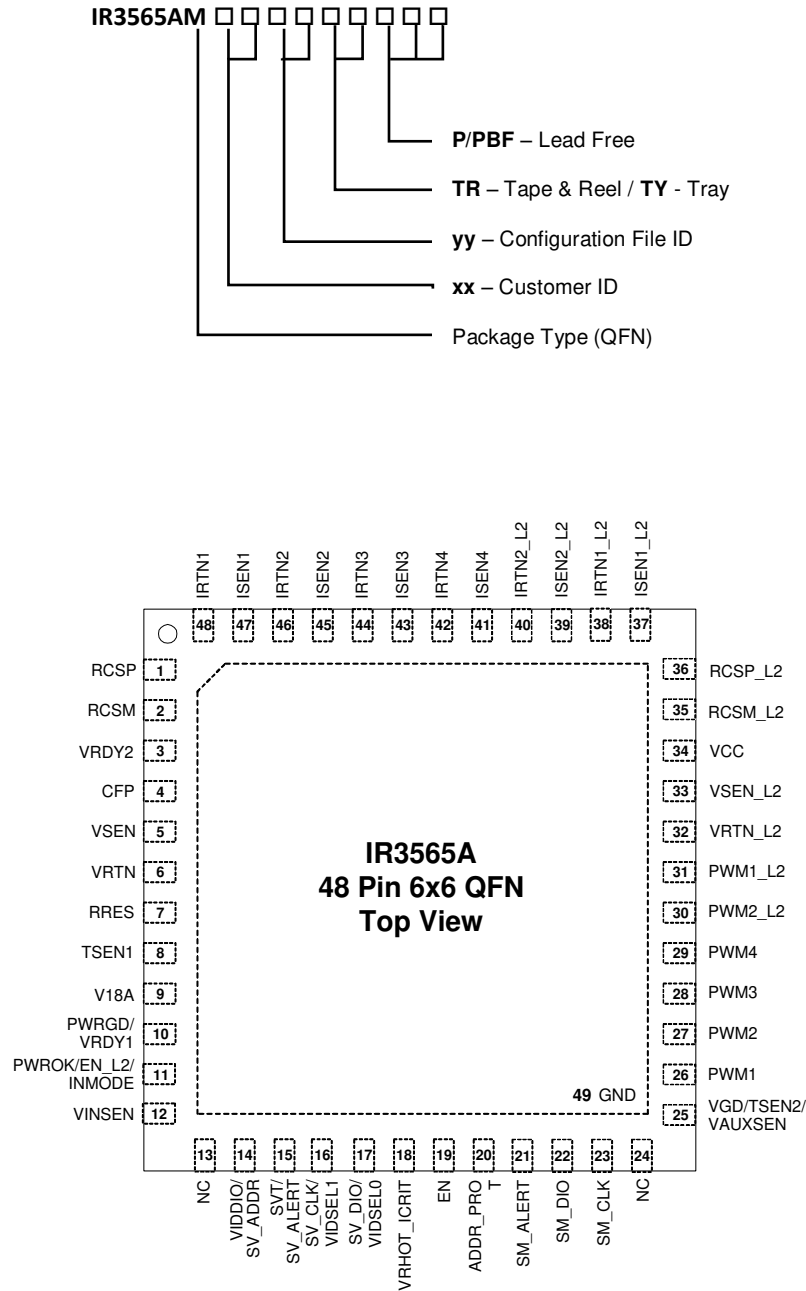 IR3565AM □ □ □ □ □ □ □ □ □
P/PBF – Lead Free
TR – Tape & Reel / TY - Tray
yy – Configuration File ID
xx – Customer ID
Package Type (QFN)
IRTN1
ISEN1
IRTN2
ISEN2
IRTN3
ISEN3
IRTN4
ISEN4
IRTN2_L2
ISEN2_L2
IRTN1_L2
ISEN1_L2
48 47 46 45 44 43 42 41 40 39 38 37
RCSP 1
RCSM 2
VRDY2 3
CFP 4
VSEN 5
VRTN 6
RRES 7
TSEN1 8
V18A 9
PWRGD/
VRDY1 10
PWROK/EN_L2/
INMODE 11
VINSEN 12
IR3565A
48 Pin 6x6 QFN
Top View
49 GND
36 RCSP_L2
35 RCSM_L2
34 VCC
33 VSEN_L2
32 VRTN_L2
31 PWM1_L2
30 PWM2_L2
29 PWM4
28 PWM3
27 PWM2
26 PWM1
25 VGD/TSEN2/
VAUXSEN
13 14 15 16 17 18 19 20 21 22 23 24
NC
VIDDIO/
SV_ADDR
SVT/
SV_ALERT
SV_CLK/
VIDSEL1
SV_DIO/
VIDSEL0
VRHOT_ICRIT
EN
ADDR_PRO
T
SM_ALERT
SM_DIO
SM_CLK
NC